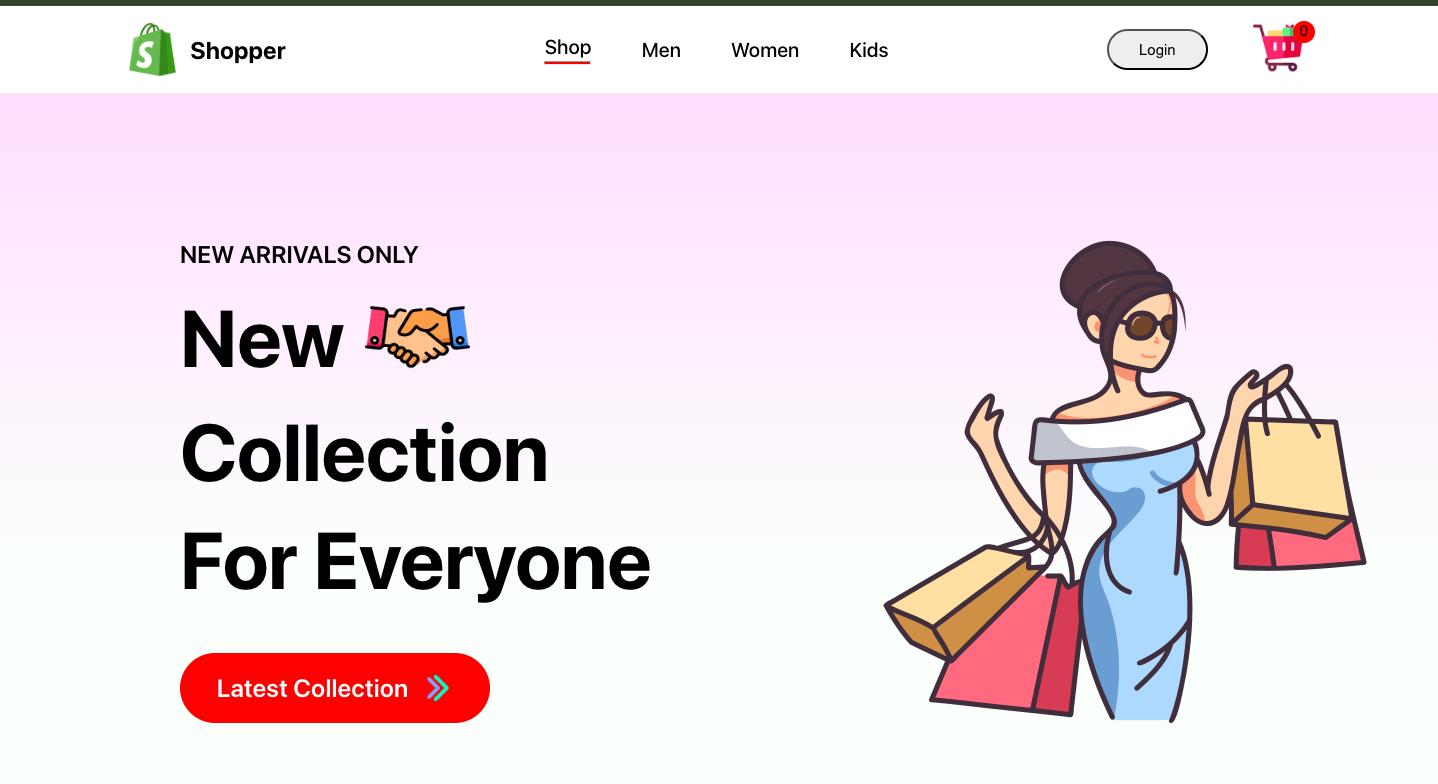 Shopper
Shop Men Women Kids
Login
0
NEW ARRIVALS ONLY
New
Collection
For Everyone
Latest Collection